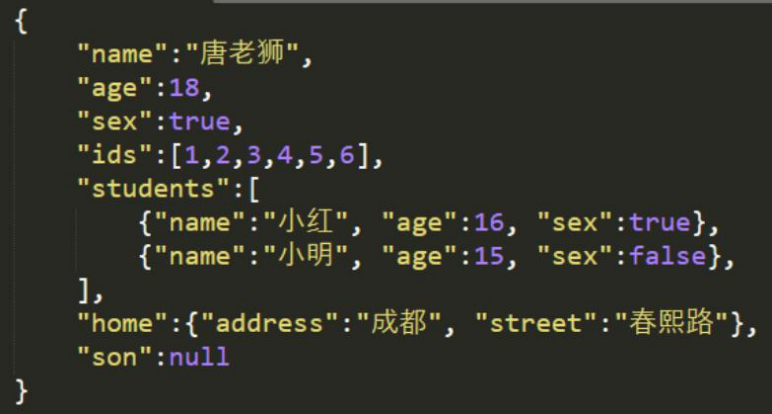 {
    "name":"唐老狮",
    "age":18,
    "sex":true,
    "ids":[1,2,3,4,5,6],
    "students":[
        {"name":"小红", "age":16, "sex":true},
        {"name":"小明", "age":15, "sex":false},
    ],
    "home":{"address":"成都", "street":"春熙路"},
    "son":null
}